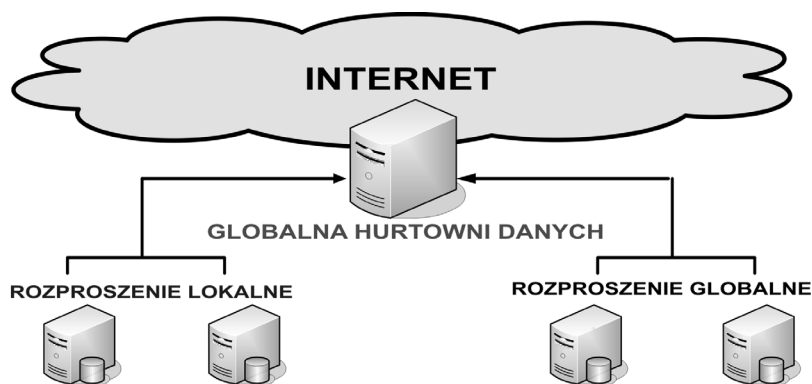 INTERNET
GLOBALNA HURTOWNI DANYCH
ROZPROSZENIE LOKALNE
ROZPROSZENIE GLOBALNE